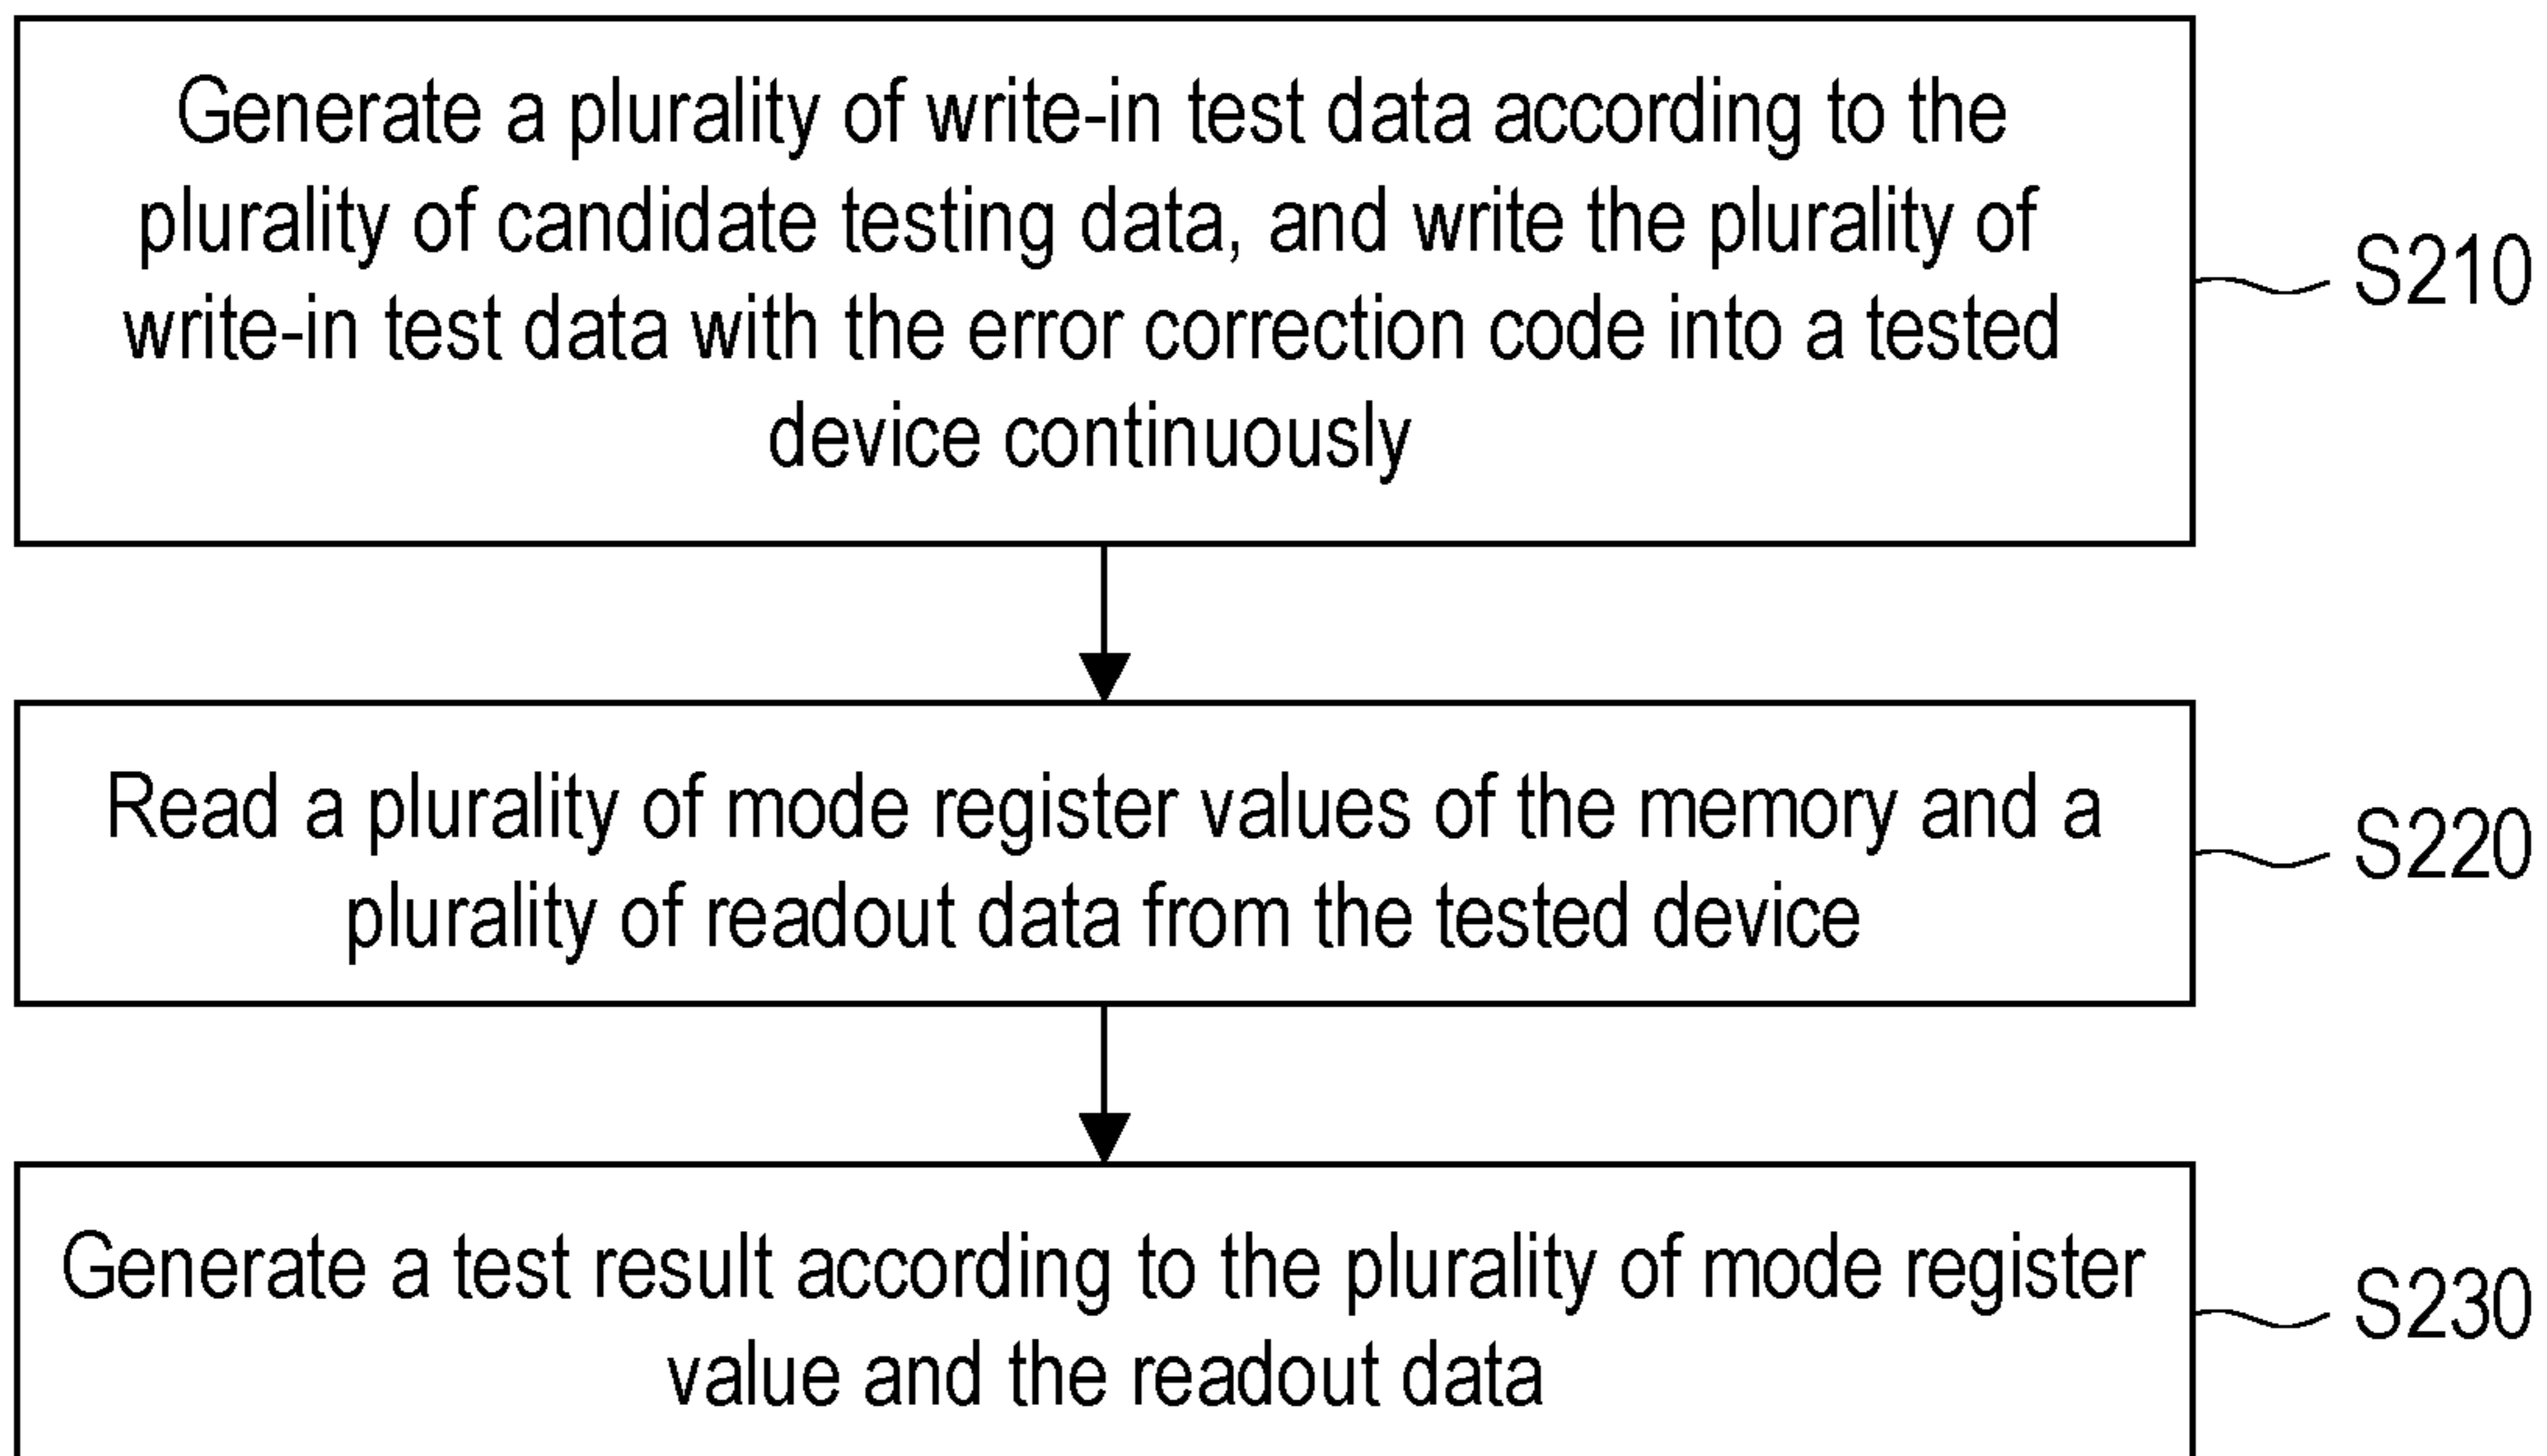 Generate a plurality of write-in test data according to the
plurality of candidate testing data, and write the plurality of
write-in test data with the error correction code into a tested
device continuously
S210
Read a plurality of mode register values of the memory and a
plurality of readout data from the tested device
S220
Generate a test result according to the plurality of mode register
value and the readout data
S230